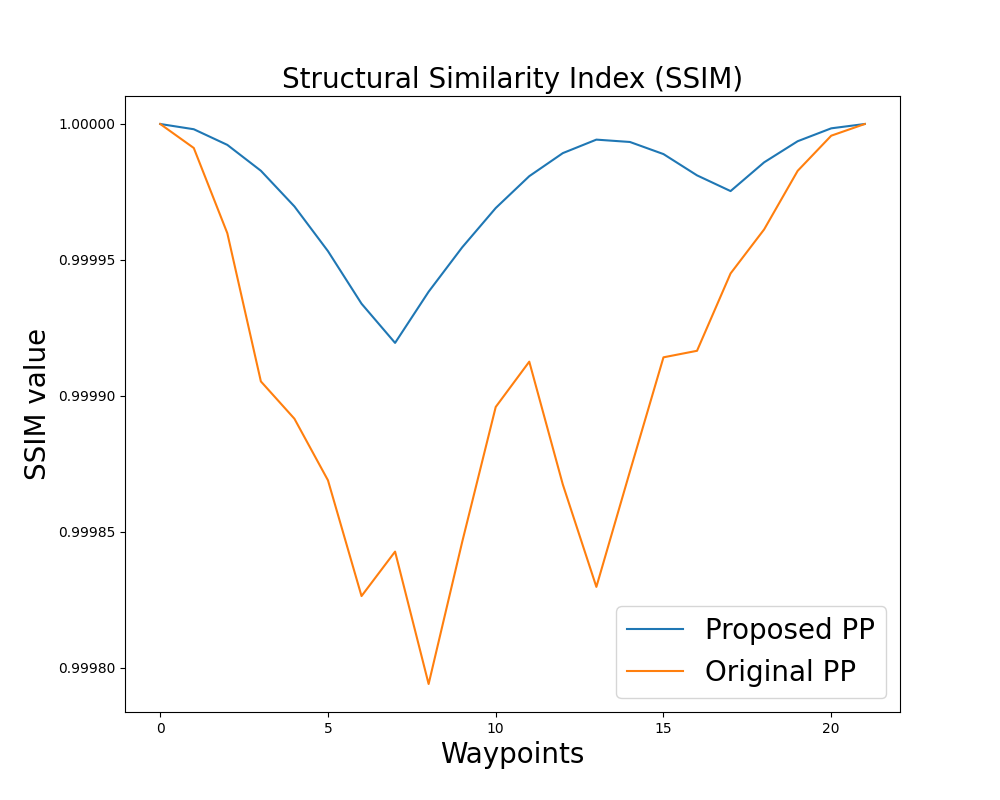 Structural Similarity Index (SSIM)
1.00000
0.99995
0.99990
0.99985
0.99980
SSIM value
Proposed PP
Original PP
0 5 10 15 20
Waypoints